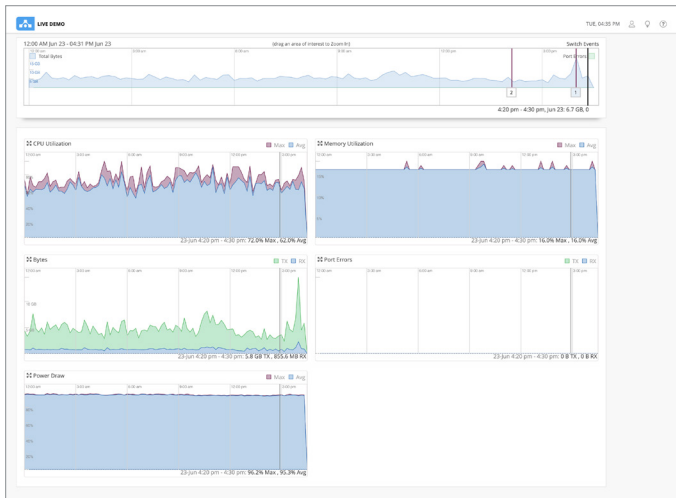 LIVE DEMO
TUE, 04:35 PM
12:00 AM Jun 23 - 04:31 PM Jun 23
(drag an area of interest to Zoom In)
Switch Events
Total Bytes
Port Errors
2
1
4:20 pm - 4:30 pm, Jun 23: 6.7 GB, 0
CPU Utilization
Max Avg
23-Jun 4:20 pm - 4:30 pm: 72.0% Max , 62.0% Avg
Memory Utilization
Max Avg
23-Jun 4:20 pm - 4:30 pm: 16.0% Max , 16.0% Avg
Bytes
TX RX
23-Jun 4:20 pm - 4:30 pm: 5.8 GB TX , 855.6 MB RX
Port Errors
TX RX
23-Jun 4:20 pm - 4:30 pm: 0 B TX , 0 B RX
Power Draw
Max Avg
23-Jun 4:20 pm - 4:30 pm: 96.2% Max , 95.3% Avg